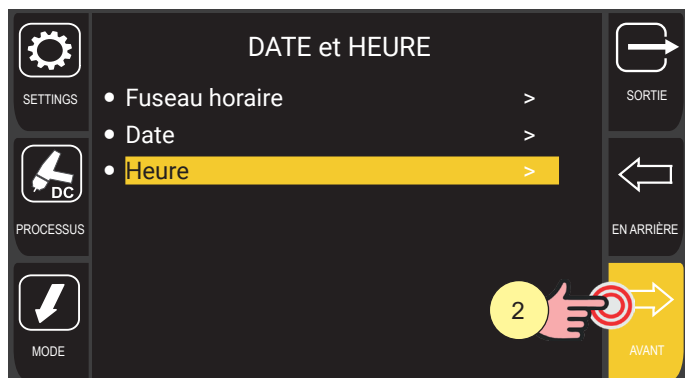 DATE et HEURE
SETTINGS
• Fuseau horaire >
• Date >
• Heure >
DC
PROCESSUS
MODE
SORTIE
EN ARRIÈRE
2
AVANT